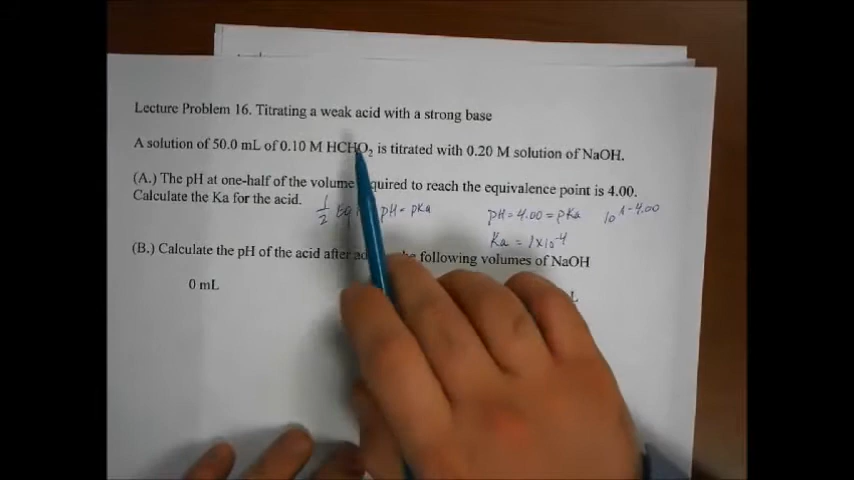 Lecture Problem 16. Titrating a weak acid with a strong base
A solution of 50.0 mL of 0.10 M HCHO₂ is titrated with 0.20 M solution of NaOH.
(A.) The pH at one-half of the volume required to reach the equivalence point is 4.00.
Calculate the Ka for the acid.
½ Eq pH = pKa
pH = 4.00 = pKa 10^-4.00
Ka = 1x10⁻⁴
(B.) Calculate the pH of the acid after following volumes of NaOH
0 mL
L